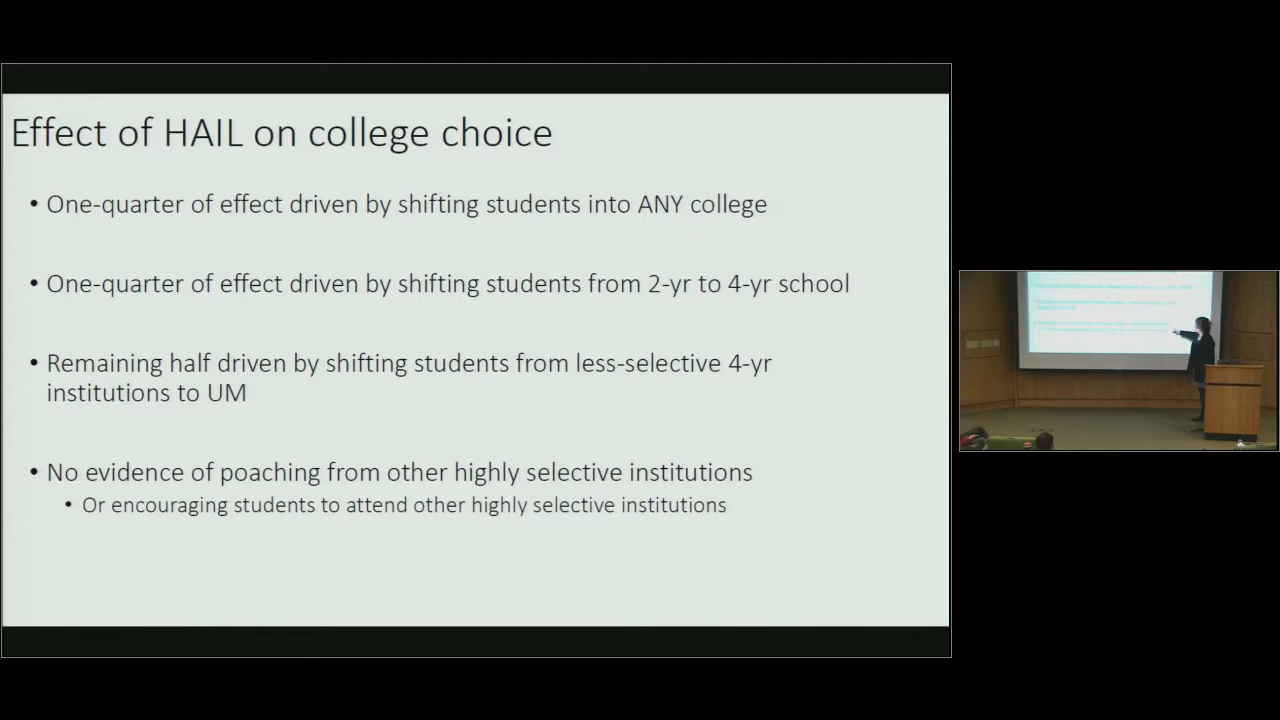 Effect of HAIL on college choice
• One-quarter of effect driven by shifting students into ANY college
• One-quarter of effect driven by shifting students from 2-yr to 4-yr school
• Remaining half driven by shifting students from less-selective 4-yr
institutions to UM
• No evidence of poaching from other highly selective institutions
• Or encouraging students to attend other highly selective institutions